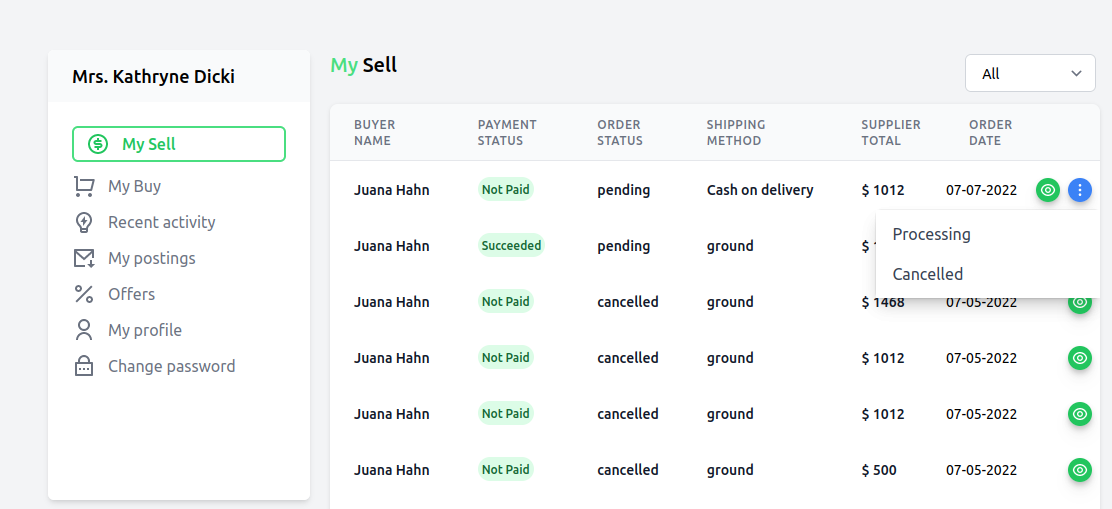 Mrs. Kathryne Dicki
My Sell
My Buy
Recent activity
My postings
Offers
My profile
Change password
My Sell
All
BUYER NAME PAYMENT STATUS ORDER STATUS SHIPPING METHOD SUPPLIER TOTAL ORDER DATE
Juana Hahn Not Paid pending Cash on delivery $ 1012 07-07-2022
Processing
Cancelled
Juana Hahn Succeeded pending ground $
Juana Hahn Not Paid cancelled ground $ 1468 07-05-2022
Juana Hahn Not Paid cancelled ground $ 1012 07-05-2022
Juana Hahn Not Paid cancelled ground $ 1012 07-05-2022
Juana Hahn Not Paid cancelled ground $ 500 07-05-2022